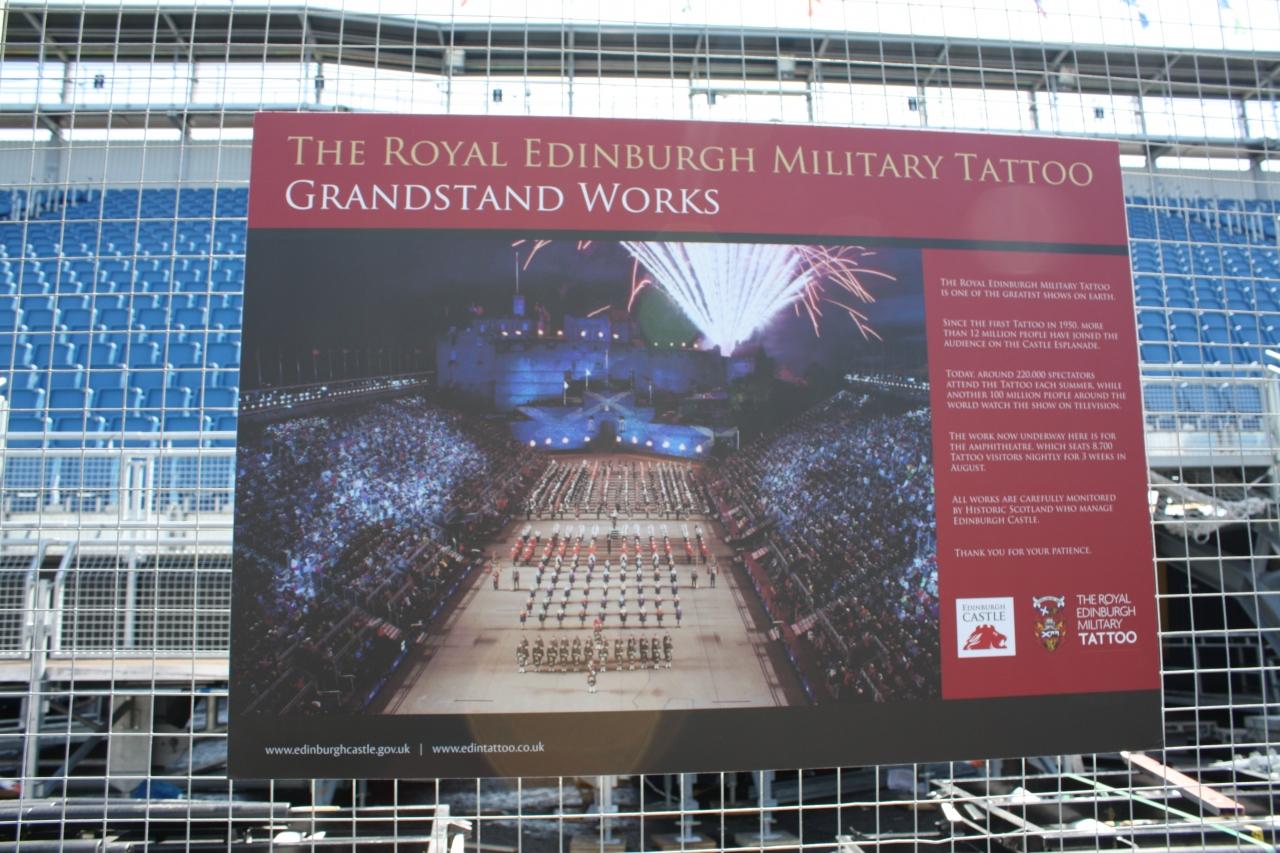 The Royal Edinburgh Military Tattoo
Grandstand Works
The Royal Edinburgh Military Tattoo
is one of the greatest shows on Earth.
Since the first Tattoo in 1950, more
than 12 million people have joined the
audience on the Castle Esplanade.
Today, around 220,000 spectators
attend the Tattoo each summer, while
another 100 million people around the
world watch the show on television.
The work now underway here is for
the amphitheatre, which seats 8,700
Tattoo visitors nightly for 3 weeks in
August.
All works are carefully monitored
by Historic Scotland who manage
Edinburgh Castle.
Thank you for your patience.
Edinburgh
Castle
THE ROYAL
EDINBURGH
MILITARY
TATTOO
www.edinburghcastle.gov.uk | www.edintattoo.co.uk